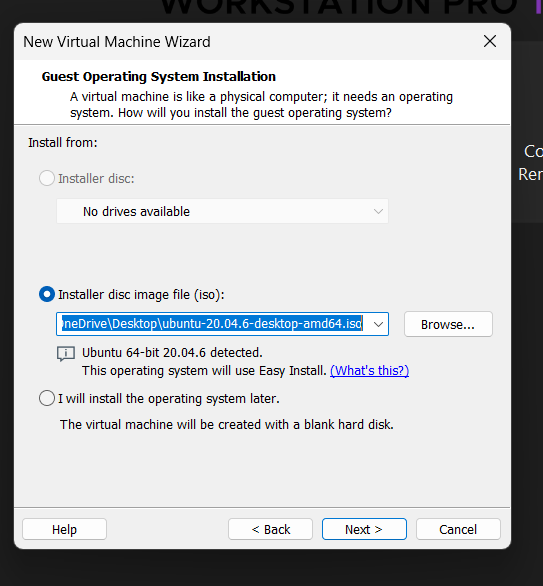 WORKSTATION PRO
New Virtual Machine Wizard
Guest Operating System Installation
A virtual machine is like a physical computer; it needs an operating
system. How will you install the guest operating system?
Install from:
Installer disc:
No drives available
Installer disc image file (iso):
neDrive\Desktop\ubuntu-20.04.6-desktop-amd64.iso
Browse...
Ubuntu 64-bit 20.04.6 detected.
This operating system will use Easy Install. (What's this?)
I will install the operating system later.
The virtual machine will be created with a blank hard disk.
Help
< Back
Next >
Cancel
Co
Rer